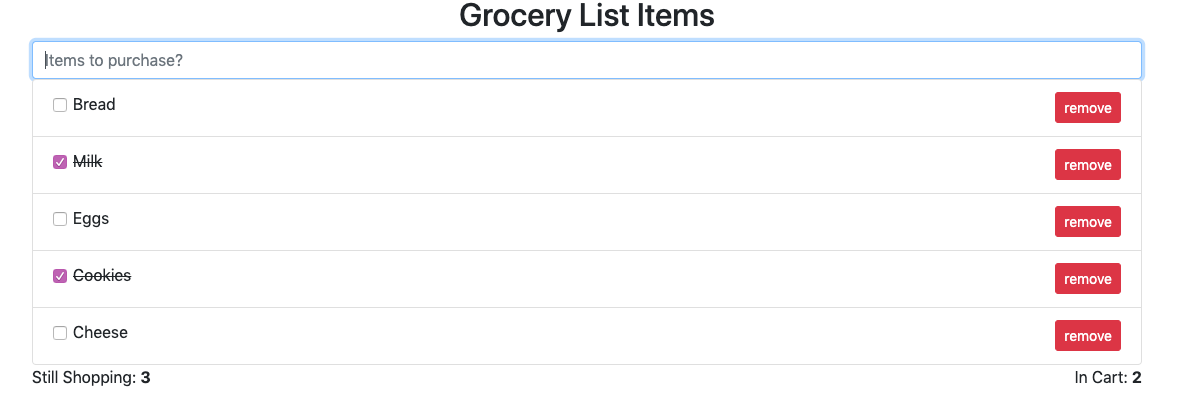 Grocery List Items
Items to purchase?
Bread remove
Milk remove
Eggs remove
Cookies remove
Cheese remove
Still Shopping: 3 In Cart: 2